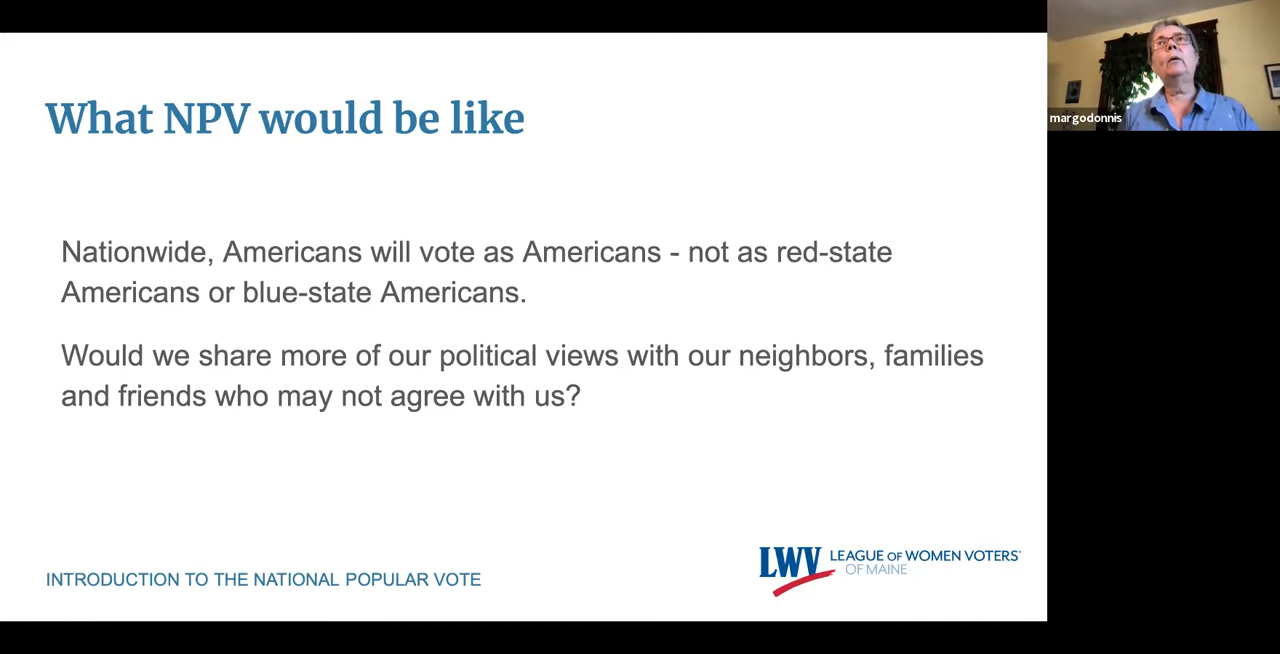 What NPV would be like
margodonnis
Nationwide, Americans will vote as Americans - not as red-state
Americans or blue-state Americans.
Would we share more of our political views with our neighbors, families
and friends who may not agree with us?
INTRODUCTION TO THE NATIONAL POPULAR VOTE
LWV LEAGUE OF WOMEN VOTERS®
OF MAINE